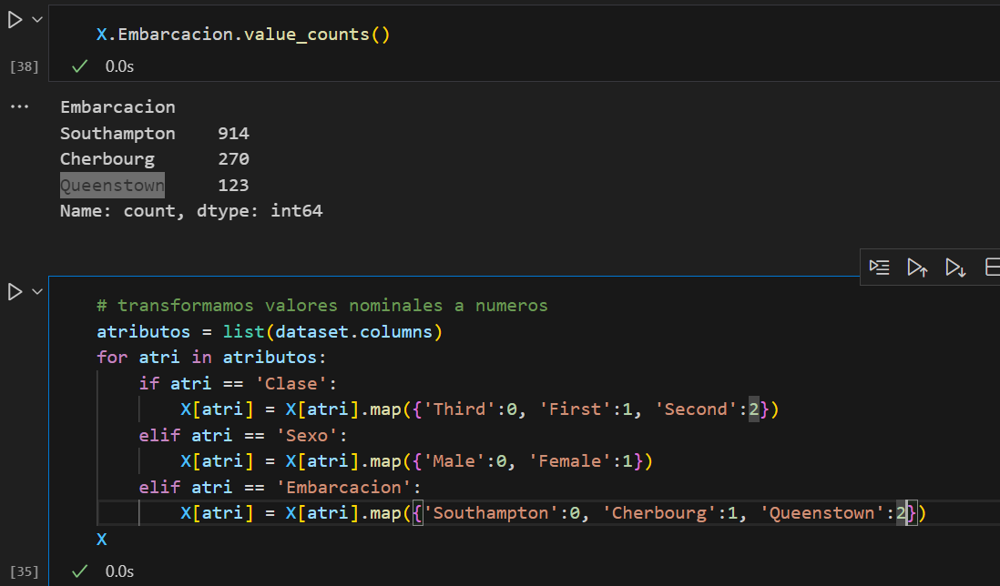 X.Embarcacion.value_counts()
[38] 0.0s
Embarcacion
Southampton    914
Cherbourg      270
Queenstown     123
Name: count, dtype: int64
# transformamos valores nominales a numeros
atributos = list(dataset.columns)
for atri in atributos:
    if atri == 'Clase':
        X[atri] = X[atri].map({'Third':0, 'First':1, 'Second':2})
    elif atri == 'Sexo':
        X[atri] = X[atri].map({'Male':0, 'Female':1})
    elif atri == 'Embarcacion':
        X[atri] = X[atri].map({'Southampton':0, 'Cherbourg':1, 'Queenstown':2})
X
[35] 0.0s